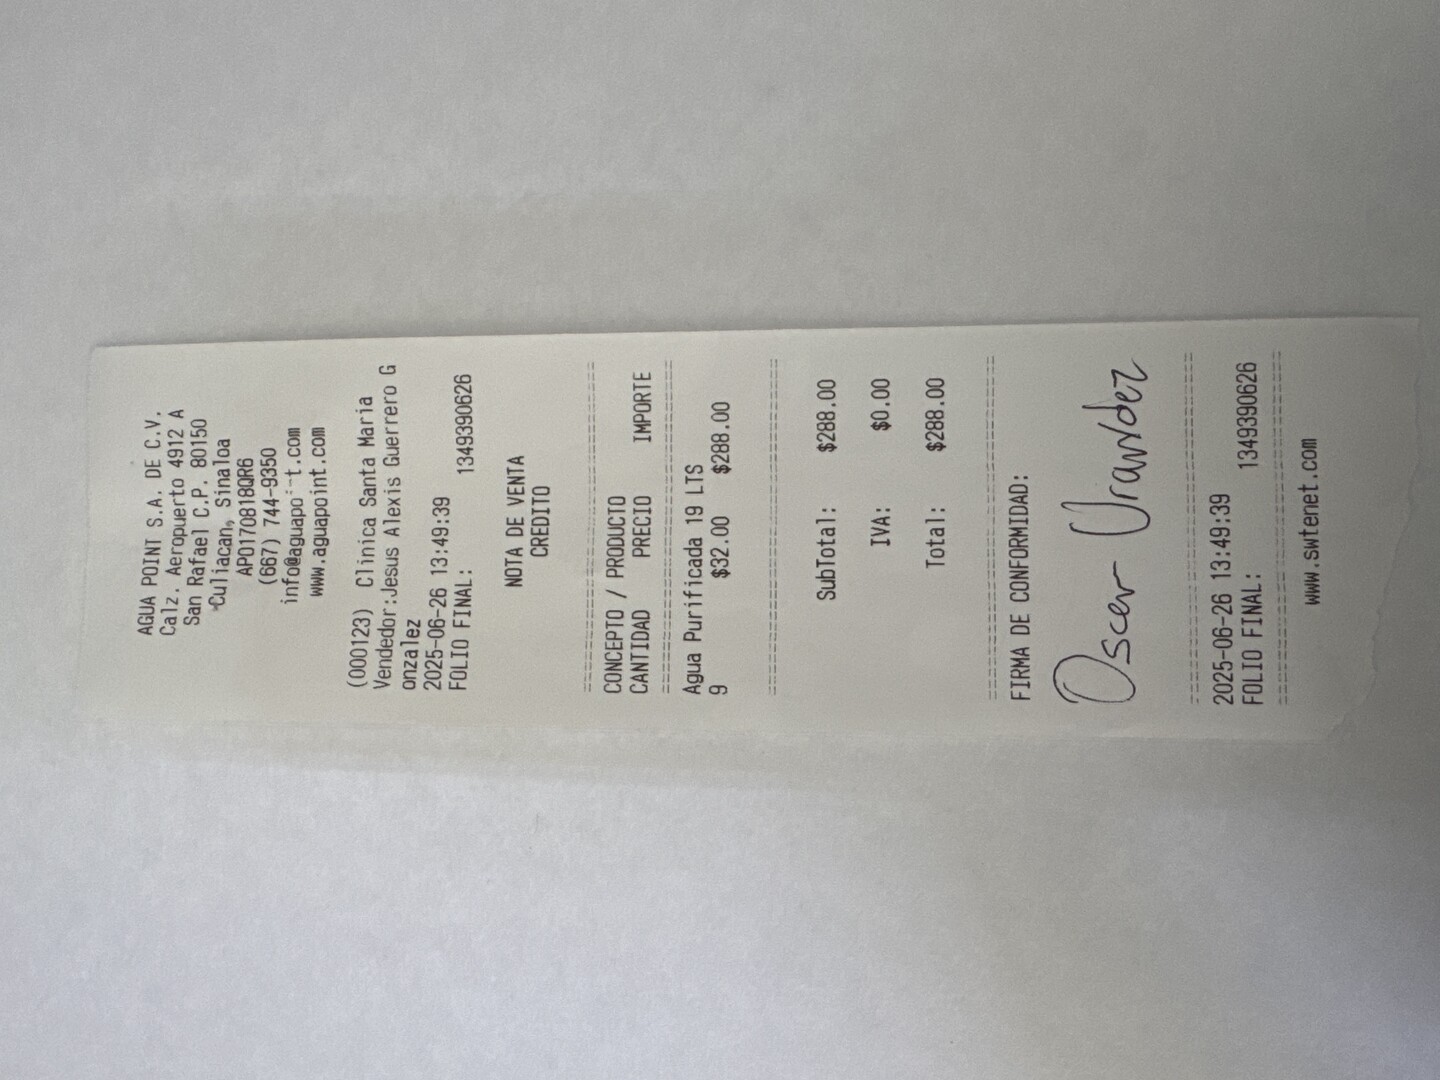 AGUA POINT S.A. DE C.V.
Calz. Aeropuerto 4912 A
San Rafael C.P. 80150
Culiacan, Sinaloa
APO170818QR6
(667) 744-9350
info@aguapoint.com
www.aguapoint.com
(000123) Clinica Santa Maria
Vendedor:Jesus Alexis Guerrero G
onzalez
2025-06-26 13:49:39
FOLIO FINAL: 1349390626
NOTA DE VENTA
CREDITO
================================
CONCEPTO / PRODUCTO
CANTIDAD PRECIO IMPORTE
================================
Agua Purificada 19 LTS
9 $32.00 $288.00
================================
SubTotal: $288.00
IVA: $0.00
Total: $288.00
================================
FIRMA DE CONFORMIDAD:
Oscar
================================
2025-06-26 13:49:39
FOLIO FINAL: 1349390626
================================
www.swtenet.com